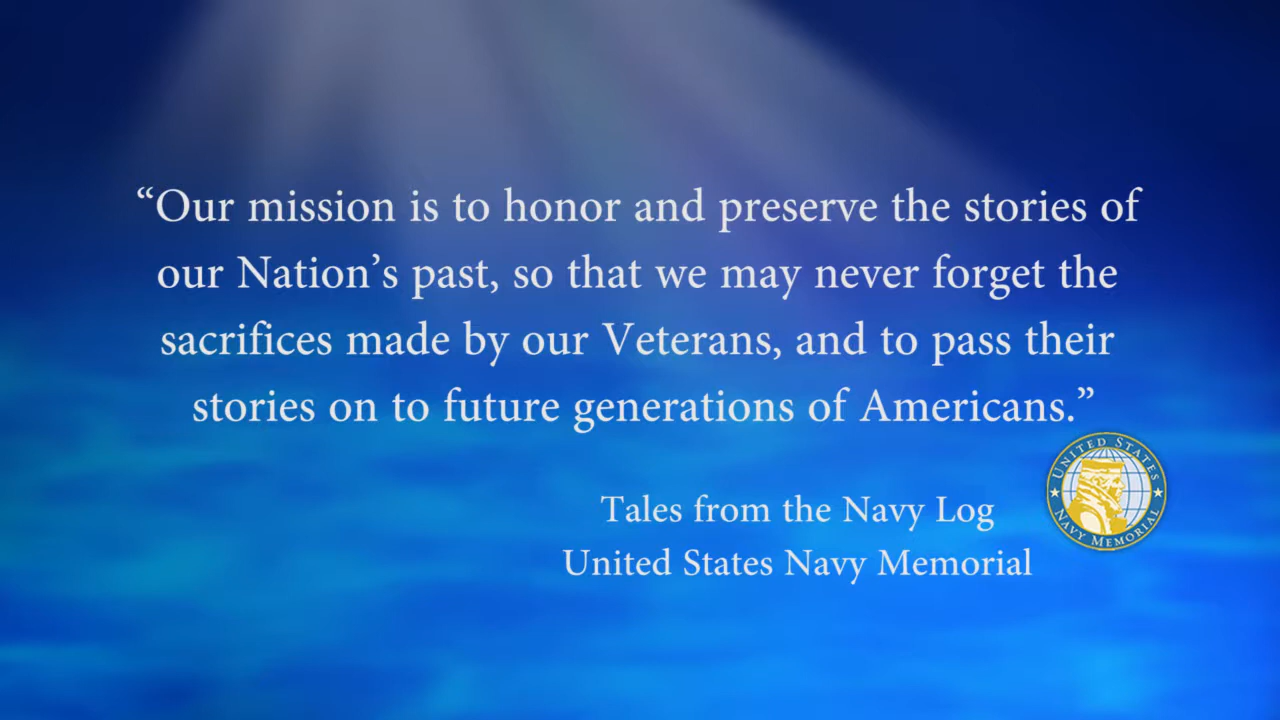 “Our mission is to honor and preserve the stories of
our Nation’s past, so that we may never forget the
sacrifices made by our Veterans, and to pass their
stories on to future generations of Americans.”
Tales from the Navy Log
United States Navy Memorial
UNITED STATES
NAVY MEMORIAL